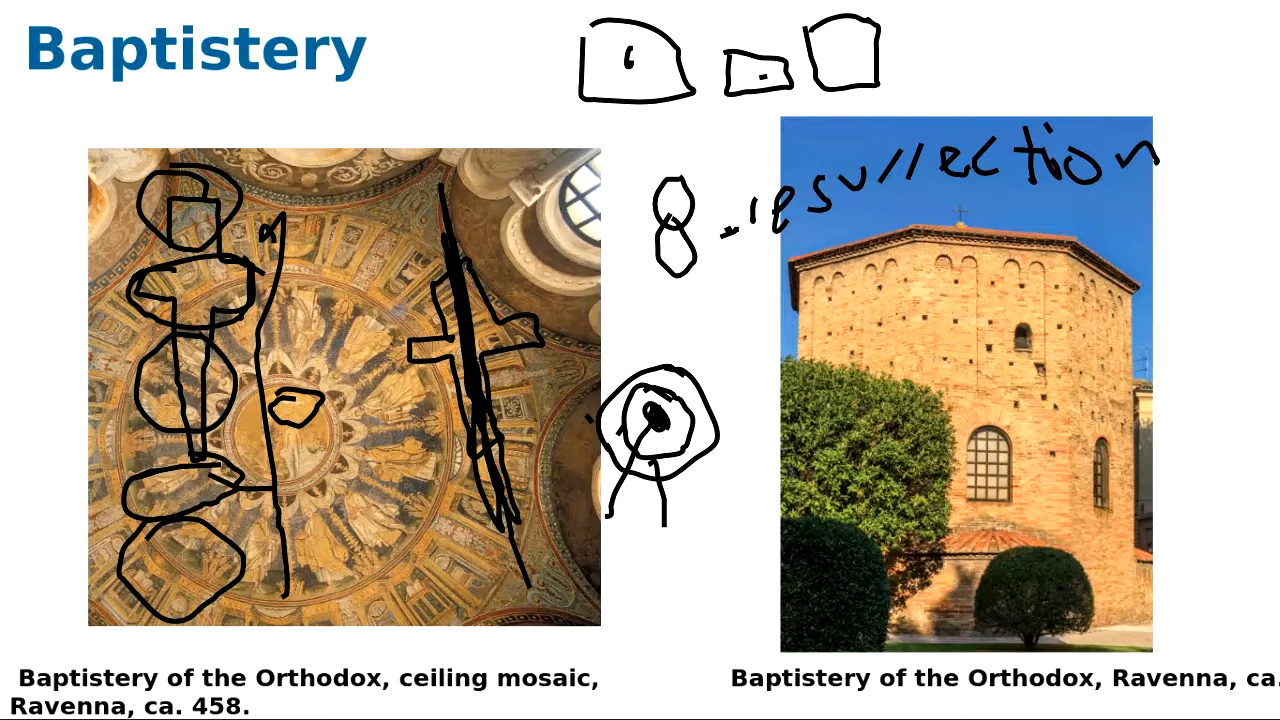 Baptistery
8 - resurrection
Baptistery of the Orthodox, ceiling mosaic,
Ravenna, ca. 458.
Baptistery of the Orthodox, Ravenna, ca.